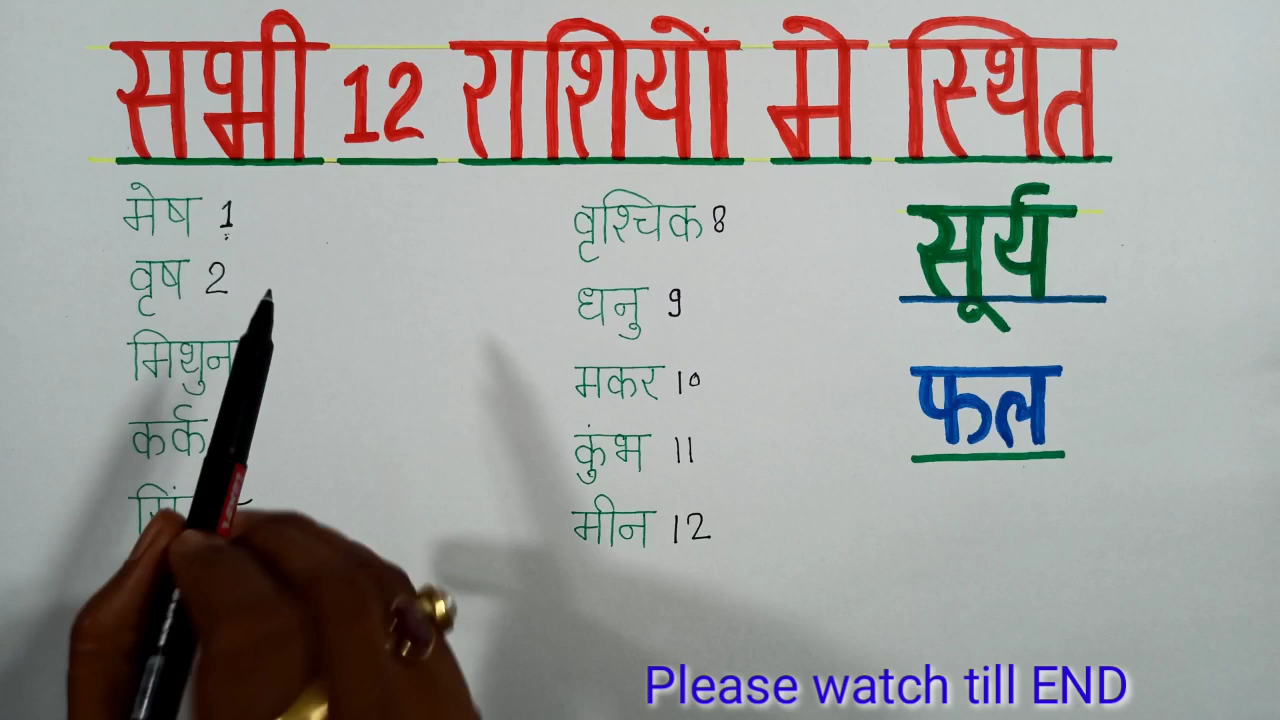 सभी 12 राशियों मे स्थित
सूर्य
फल
मेष 1
वृष 2
मिथुन
कर्क
वृश्चिक 8
धनु 9
मकर 10
कुंभ 11
मीन 12
Please watch till END